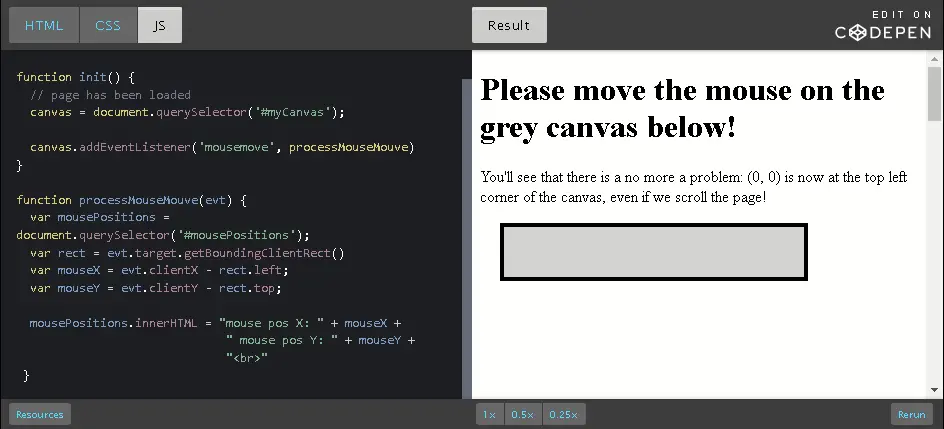 HTML CSS JS
Result
EDIT ON
CODEPEN
function init() {
// page has been loaded
canvas = document.querySelector('#myCanvas');
canvas.addEventListener('mousemove', processMouseMouve)
}
function processMouseMouve(evt) {
var mousePositions =
document.querySelector('#mousePositions');
var rect = evt.target.getBoundingClientRect()
var mouseX = evt.clientX - rect.left;
var mouseY = evt.clientY - rect.top;
mousePositions.innerHTML = "mouse pos X: " + mouseX +
" mouse pos Y: " + mouseY +
"<br>"
}
Please move the mouse on the
grey canvas below!
You'll see that there is a no more a problem: (0, 0) is now at the top left
corner of the canvas, even if we scroll the page!
Resources
1x 0.5x 0.25x
Rerun